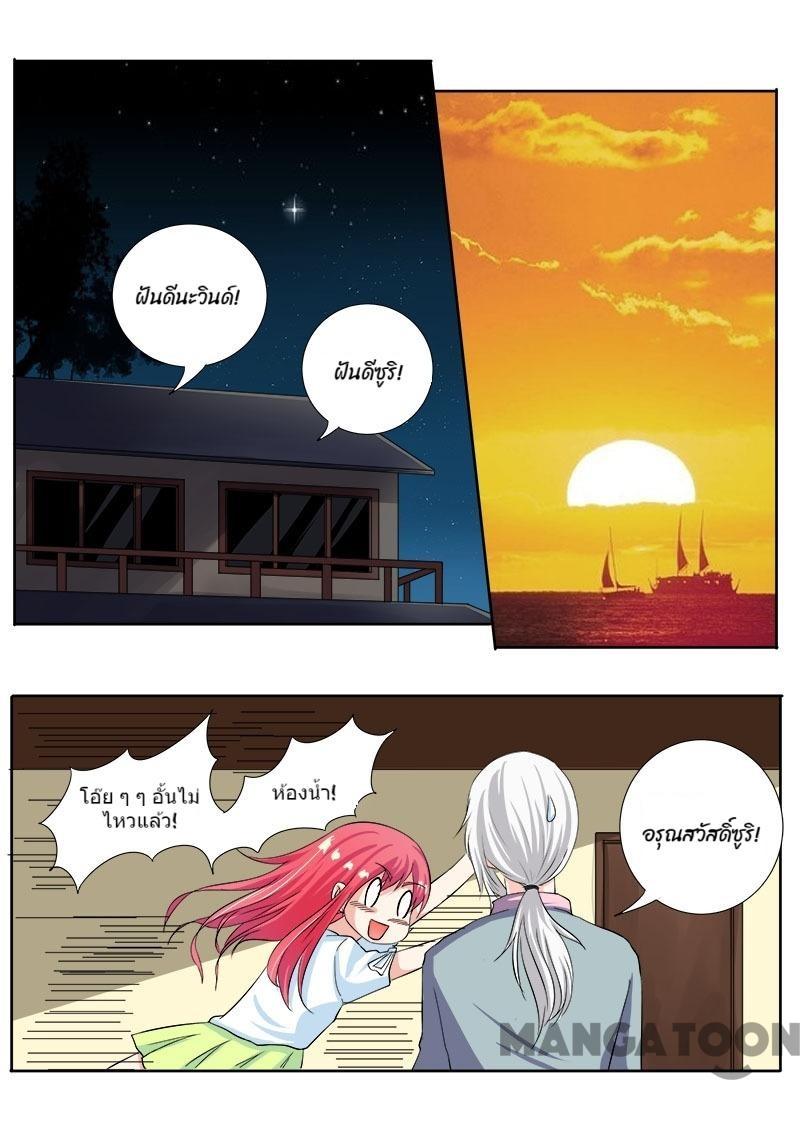 ฝันดีนะวินด์!
ฝันดีซูริ!
โอ๊ย ๆ ๆ อั้นไม่
ไหวแล้ว!
ห้องน้ำ!
อรุณสวัสดิ์ซูริ!
MANGATOON